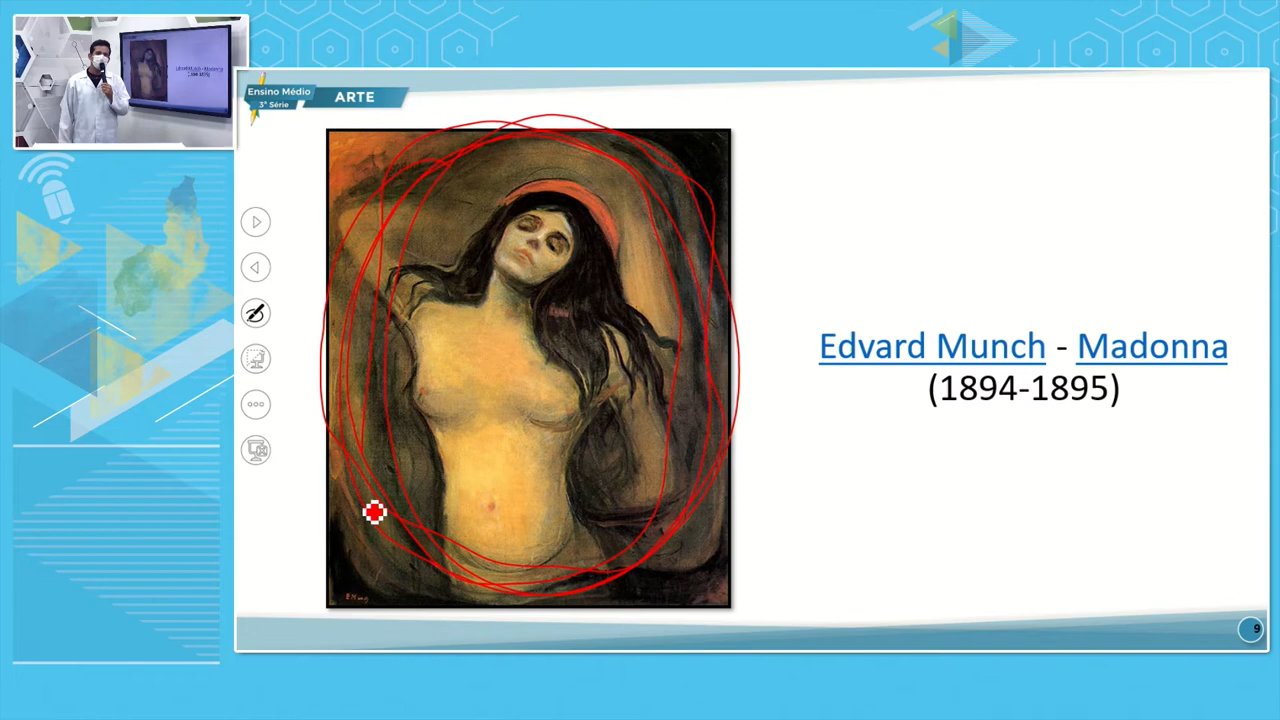 Ensino Médio
3ª Série
ARTE
Edvard Munch - Madonna
(1894-1895)
9